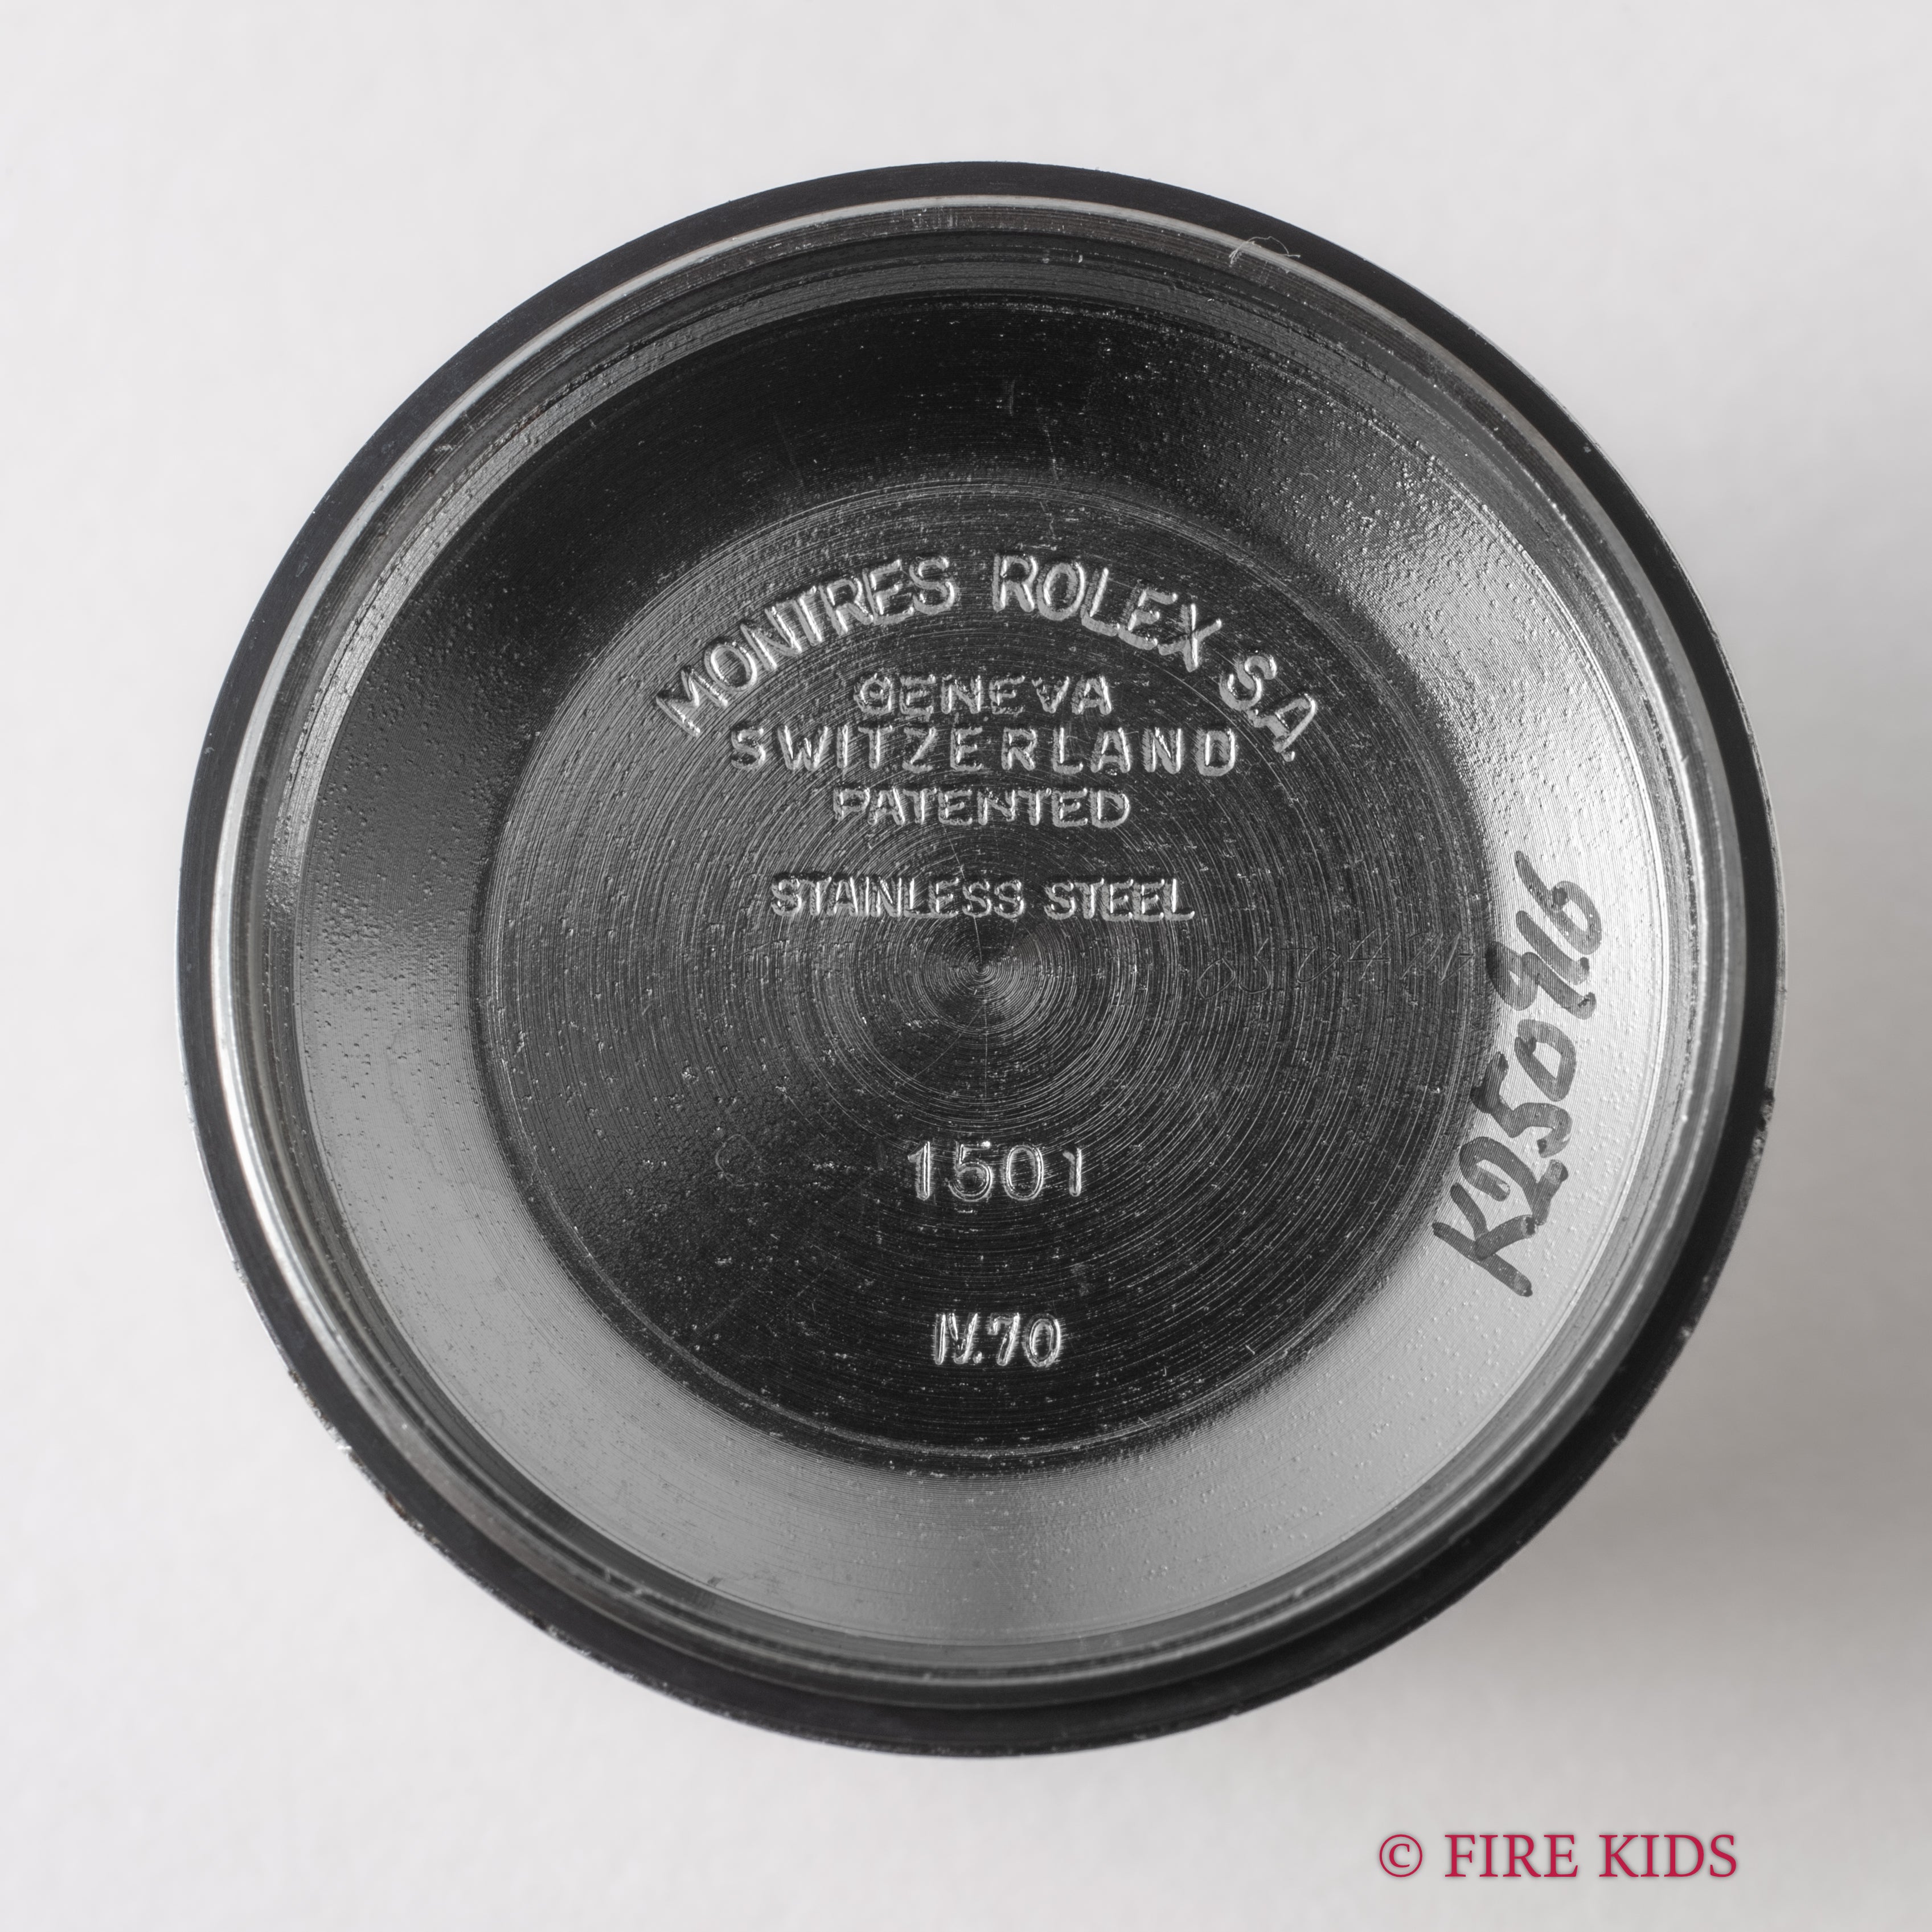 MONTRES ROLEX S.A.
GENEVA
SWITZERLAND
PATENTED
STAINLESS STEEL
1501
IV.70
K250916
© FIRE KIDS